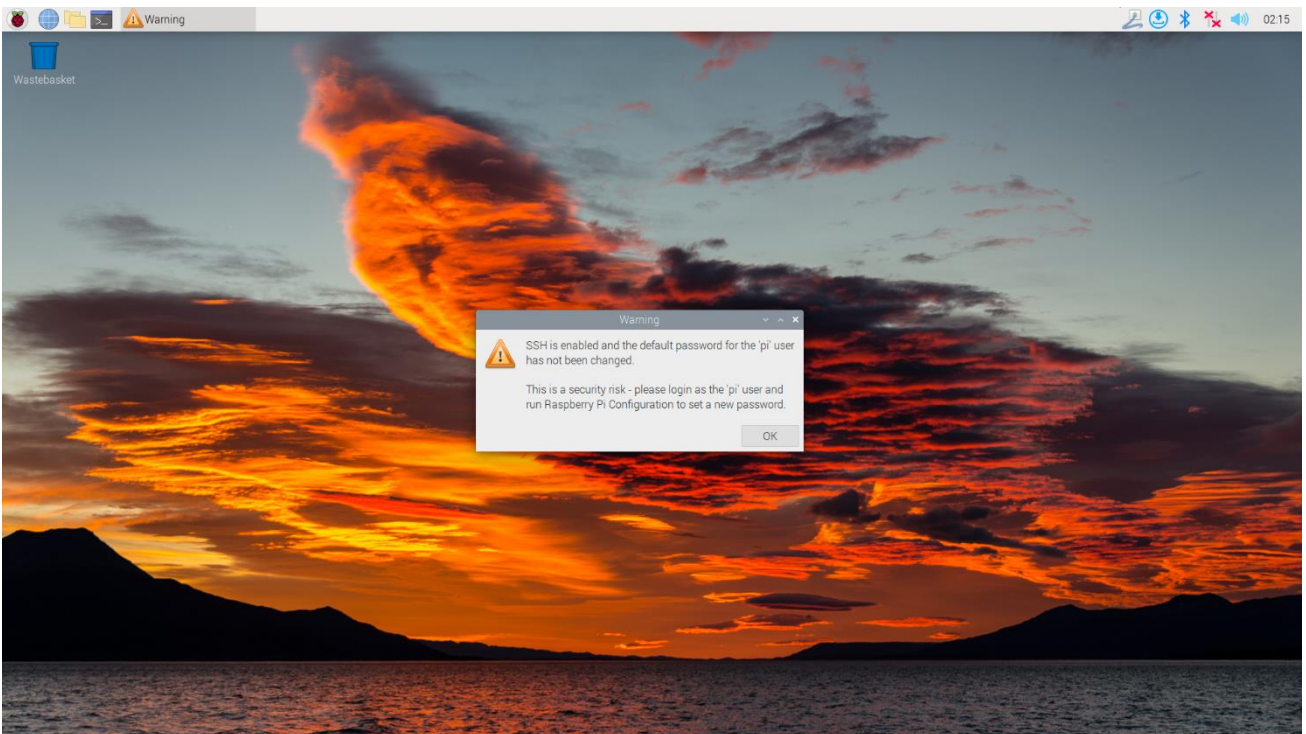 Warning
02:15
Wastebasket
Warning
SSH is enabled and the default password for the 'pi' user
has not been changed.
This is a security risk - please login as the 'pi' user and
run Raspberry Pi Configuration to set a new password.
OK